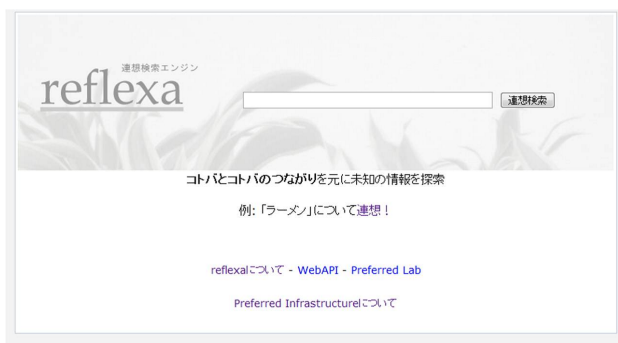 連想検索エンジン
reflexa
連想検索
コトバとコトバのつながりを元に未知の情報を探索
例:「ラーメン」について連想!
reflexaについて - WebAPI - Preferred Lab
Preferred Infrastructureについて